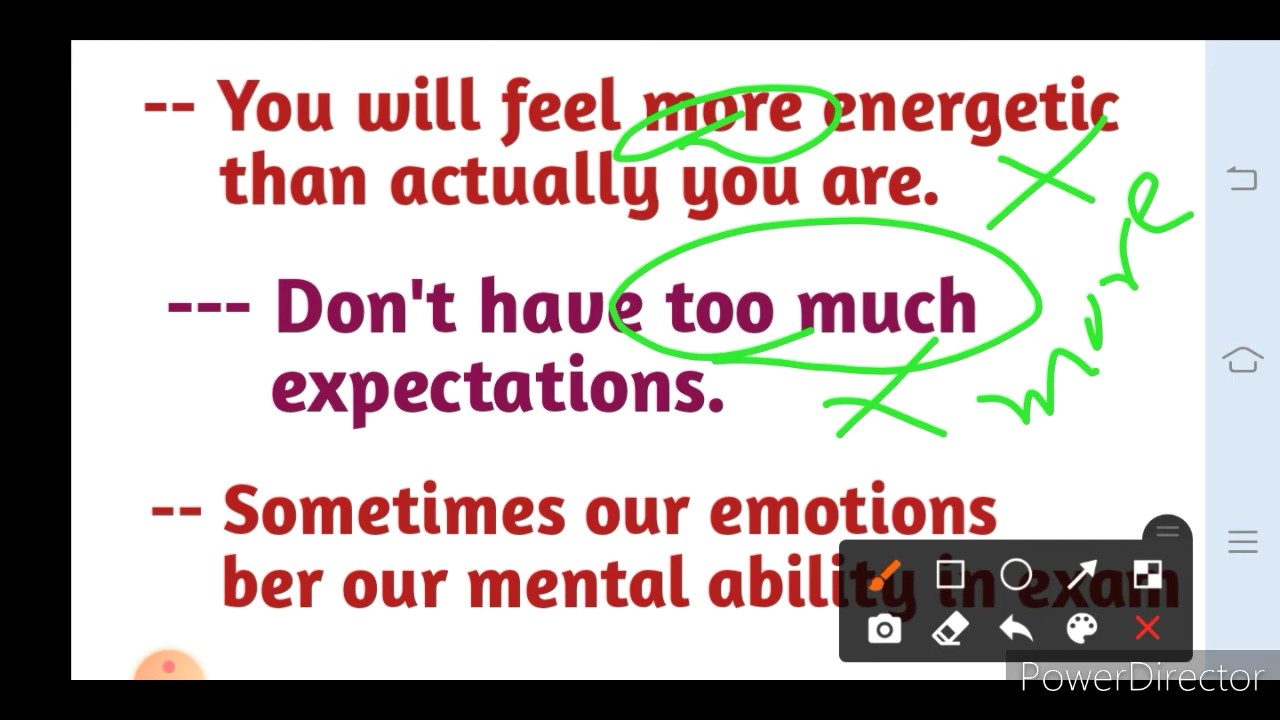 -- You will feel more energetic
than actually you are.
--- Don't have too much
expectations.
more
-- Sometimes our emotions
ber our mental ability in exam
PowerDirector